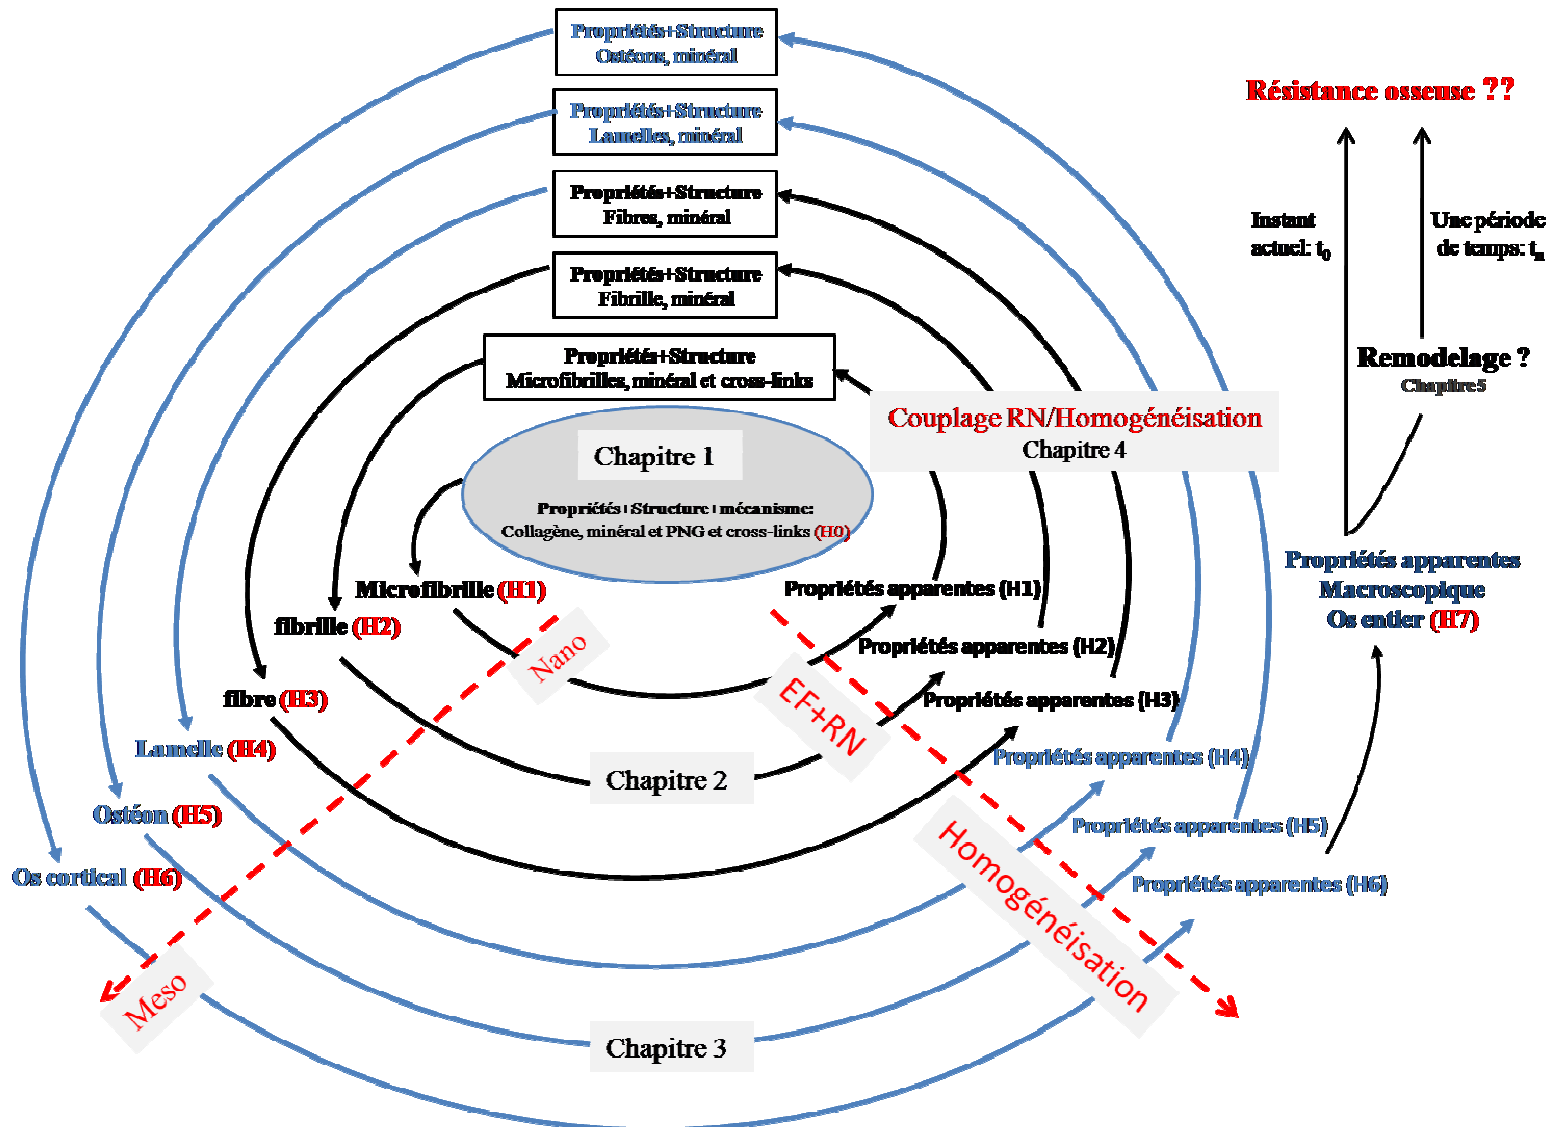 Propriétés+Structure
Ostéons, minéral
Propriétés+Structure
Lamelles, minéral
Propriétés+Structure
Fibres, minéral
Propriétés+Structure
Fibrille, minéral
Propriétés+Structure
Microfibrilles, minéral et cross-links
Chapitre 1
Propriétés+Structure+mécanisme:
Collagène, minéral et PNG et cross-links (H0)
Couplage RN/Homogénéisation
Chapitre 4
Microfibrille (H1)
fibrille (H2)
fibre (H3)
Lamelle (H4)
Ostéon (H5)
Os cortical (H6)
Nano
Meso
Chapitre 2
Chapitre 3
EF+RN
Homogénéisation
Propriétés apparentes (H1)
Propriétés apparentes (H2)
Propriétés apparentes (H3)
Propriétés apparentes (H4)
Propriétés apparentes (H5)
Propriétés apparentes (H6)
Résistance osseuse ??
Instant
actuel: t0
Une période
de temps: tn
Remodelage ?
Chapitre5
Propriétés apparentes
Macroscopique
Os entier (H7)